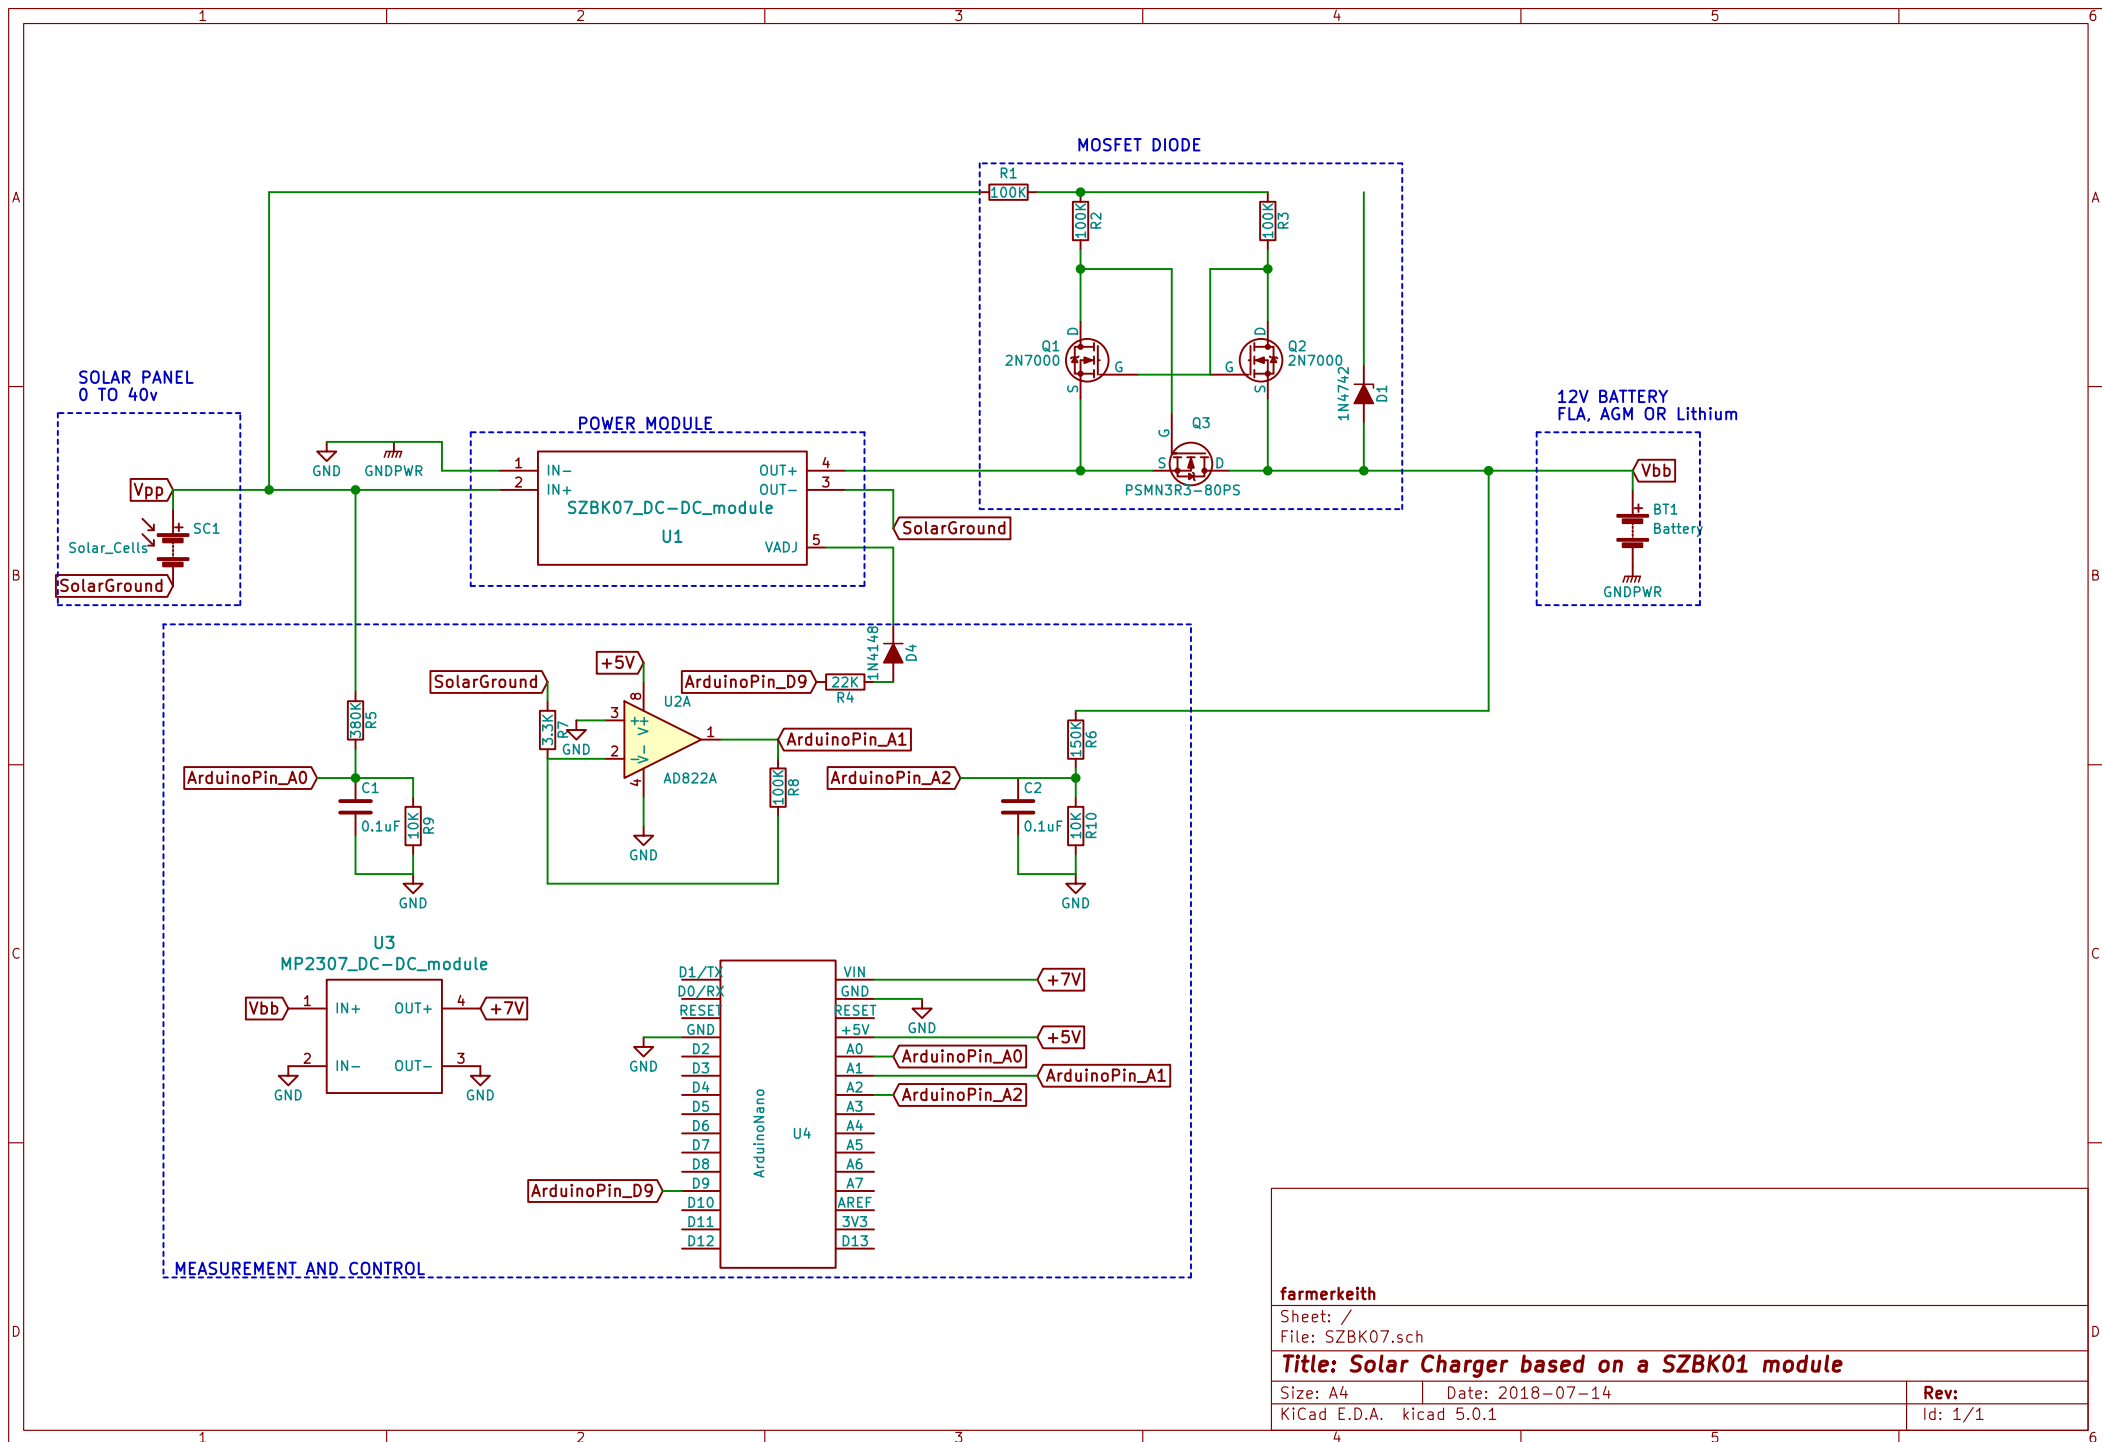 1 2 3 4 5 6
A A
B B
C C
D D
MOSFET DIODE
R1
100K
100K
R2
100K
R3
D
Q1
2N7000
G
S
D
Q2
2N7000
G
S
1N4742
D1
Q3
G
S
D
PSMN3R3-80PS
SOLAR PANEL
0 TO 40v
Vpp
SC1
Solar_Cells
+
SolarGround
GND
GNDPWR
POWER MODULE
1
IN-
2
IN+
OUT+
4
OUT-
3
SZBK07_DC-DC_module
U1
VADJ
5
SolarGround
12V BATTERY
FLA, AGM OR Lithium
Vbb
+
BT1
Battery
GNDPWR
1N4148
D4
ArduinoPin_D9
22K
R4
SolarGround
+5V
8
U2A
3
+
V+
2
-
V-
1
4
AD822A
3.3K
R7
GND
GND
ArduinoPin_A1
100K
R8
380K
R5
ArduinoPin_A0
C1
0.1uF
10K
R9
GND
150K
R6
ArduinoPin_A2
C2
0.1uF
10K
R10
GND
U3
MP2307_DC-DC_module
Vbb
1
IN+
OUT+
4
+7V
2
IN-
OUT-
3
GND
GND
D1/TX
D0/RX
RESET
GND
D2
D3
D4
D5
D6
D7
D8
D9
D10
D11
D12
GND
ArduinoPin_D9
ArduinoNano
U4
VIN
GND
RESET
+5V
A0
A1
A2
A3
A4
A5
A6
A7
AREF
3V3
D13
+7V
GND
+5V
ArduinoPin_A0
ArduinoPin_A1
ArduinoPin_A2
MEASUREMENT AND CONTROL
farmerkeith
Sheet: /
File: SZBK07.sch
Title: Solar Charger based on a SZBK01 module
Size: A4 Date: 2018-07-14 Rev:
KiCad E.D.A. kicad 5.0.1 Id: 1/1
1 2 3 4 5 6